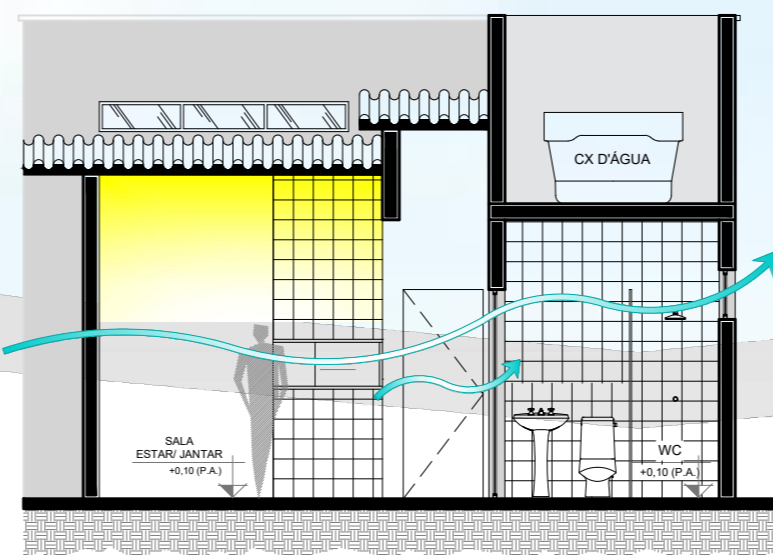 CX D'ÁGUA
SALA
ESTAR/ JANTAR
+0,10 (P.A.)
WC
+0,10 (P.A.)